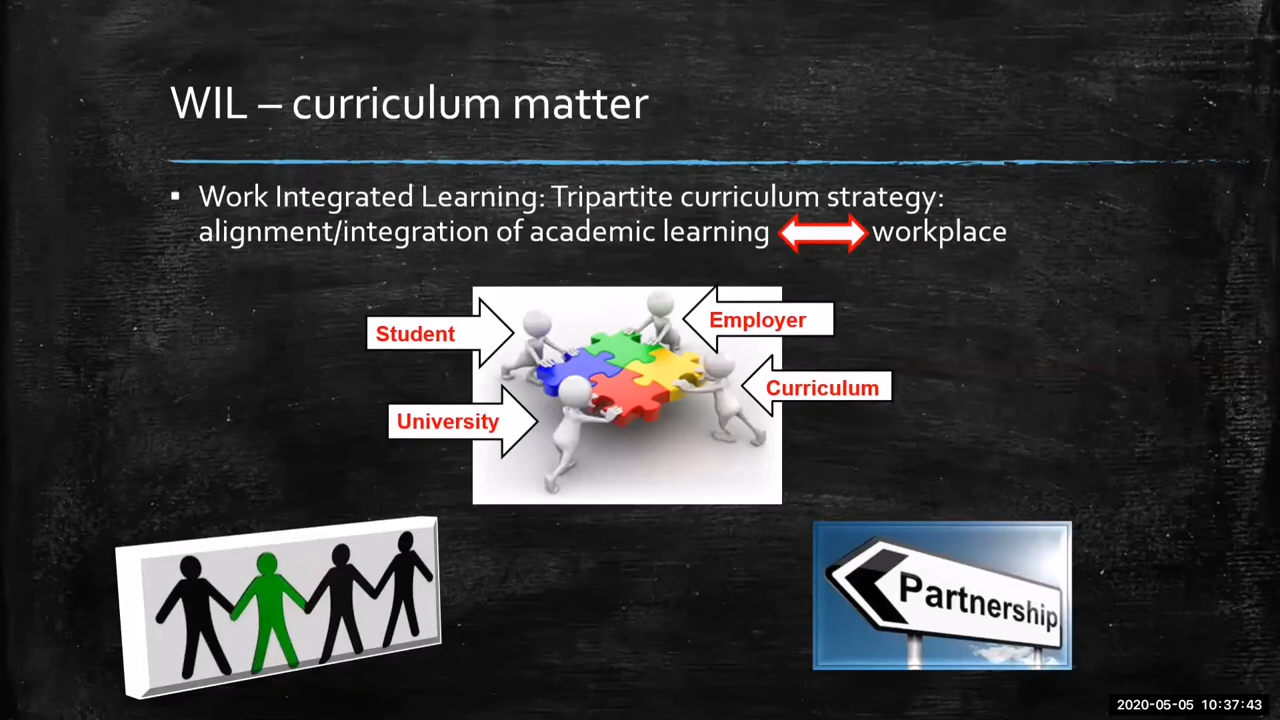 WIL – curriculum matter
▪ Work Integrated Learning: Tripartite curriculum strategy:
alignment/integration of academic learning workplace
Student
Employer
Curriculum
University
Partnership
2020-05-05 10:37:43